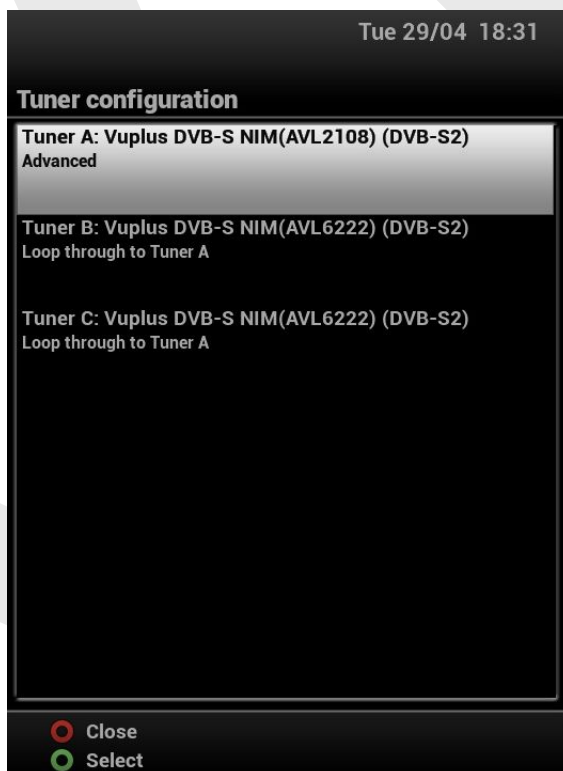 Tue 29/04 18:31
Tuner configuration
Tuner A: Vuplus DVB-S NIM(AVL2108) (DVB-S2)
Advanced
Tuner B: Vuplus DVB-S NIM(AVL6222) (DVB-S2)
Loop through to Tuner A
Tuner C: Vuplus DVB-S NIM(AVL6222) (DVB-S2)
Loop through to Tuner A
Close
Select